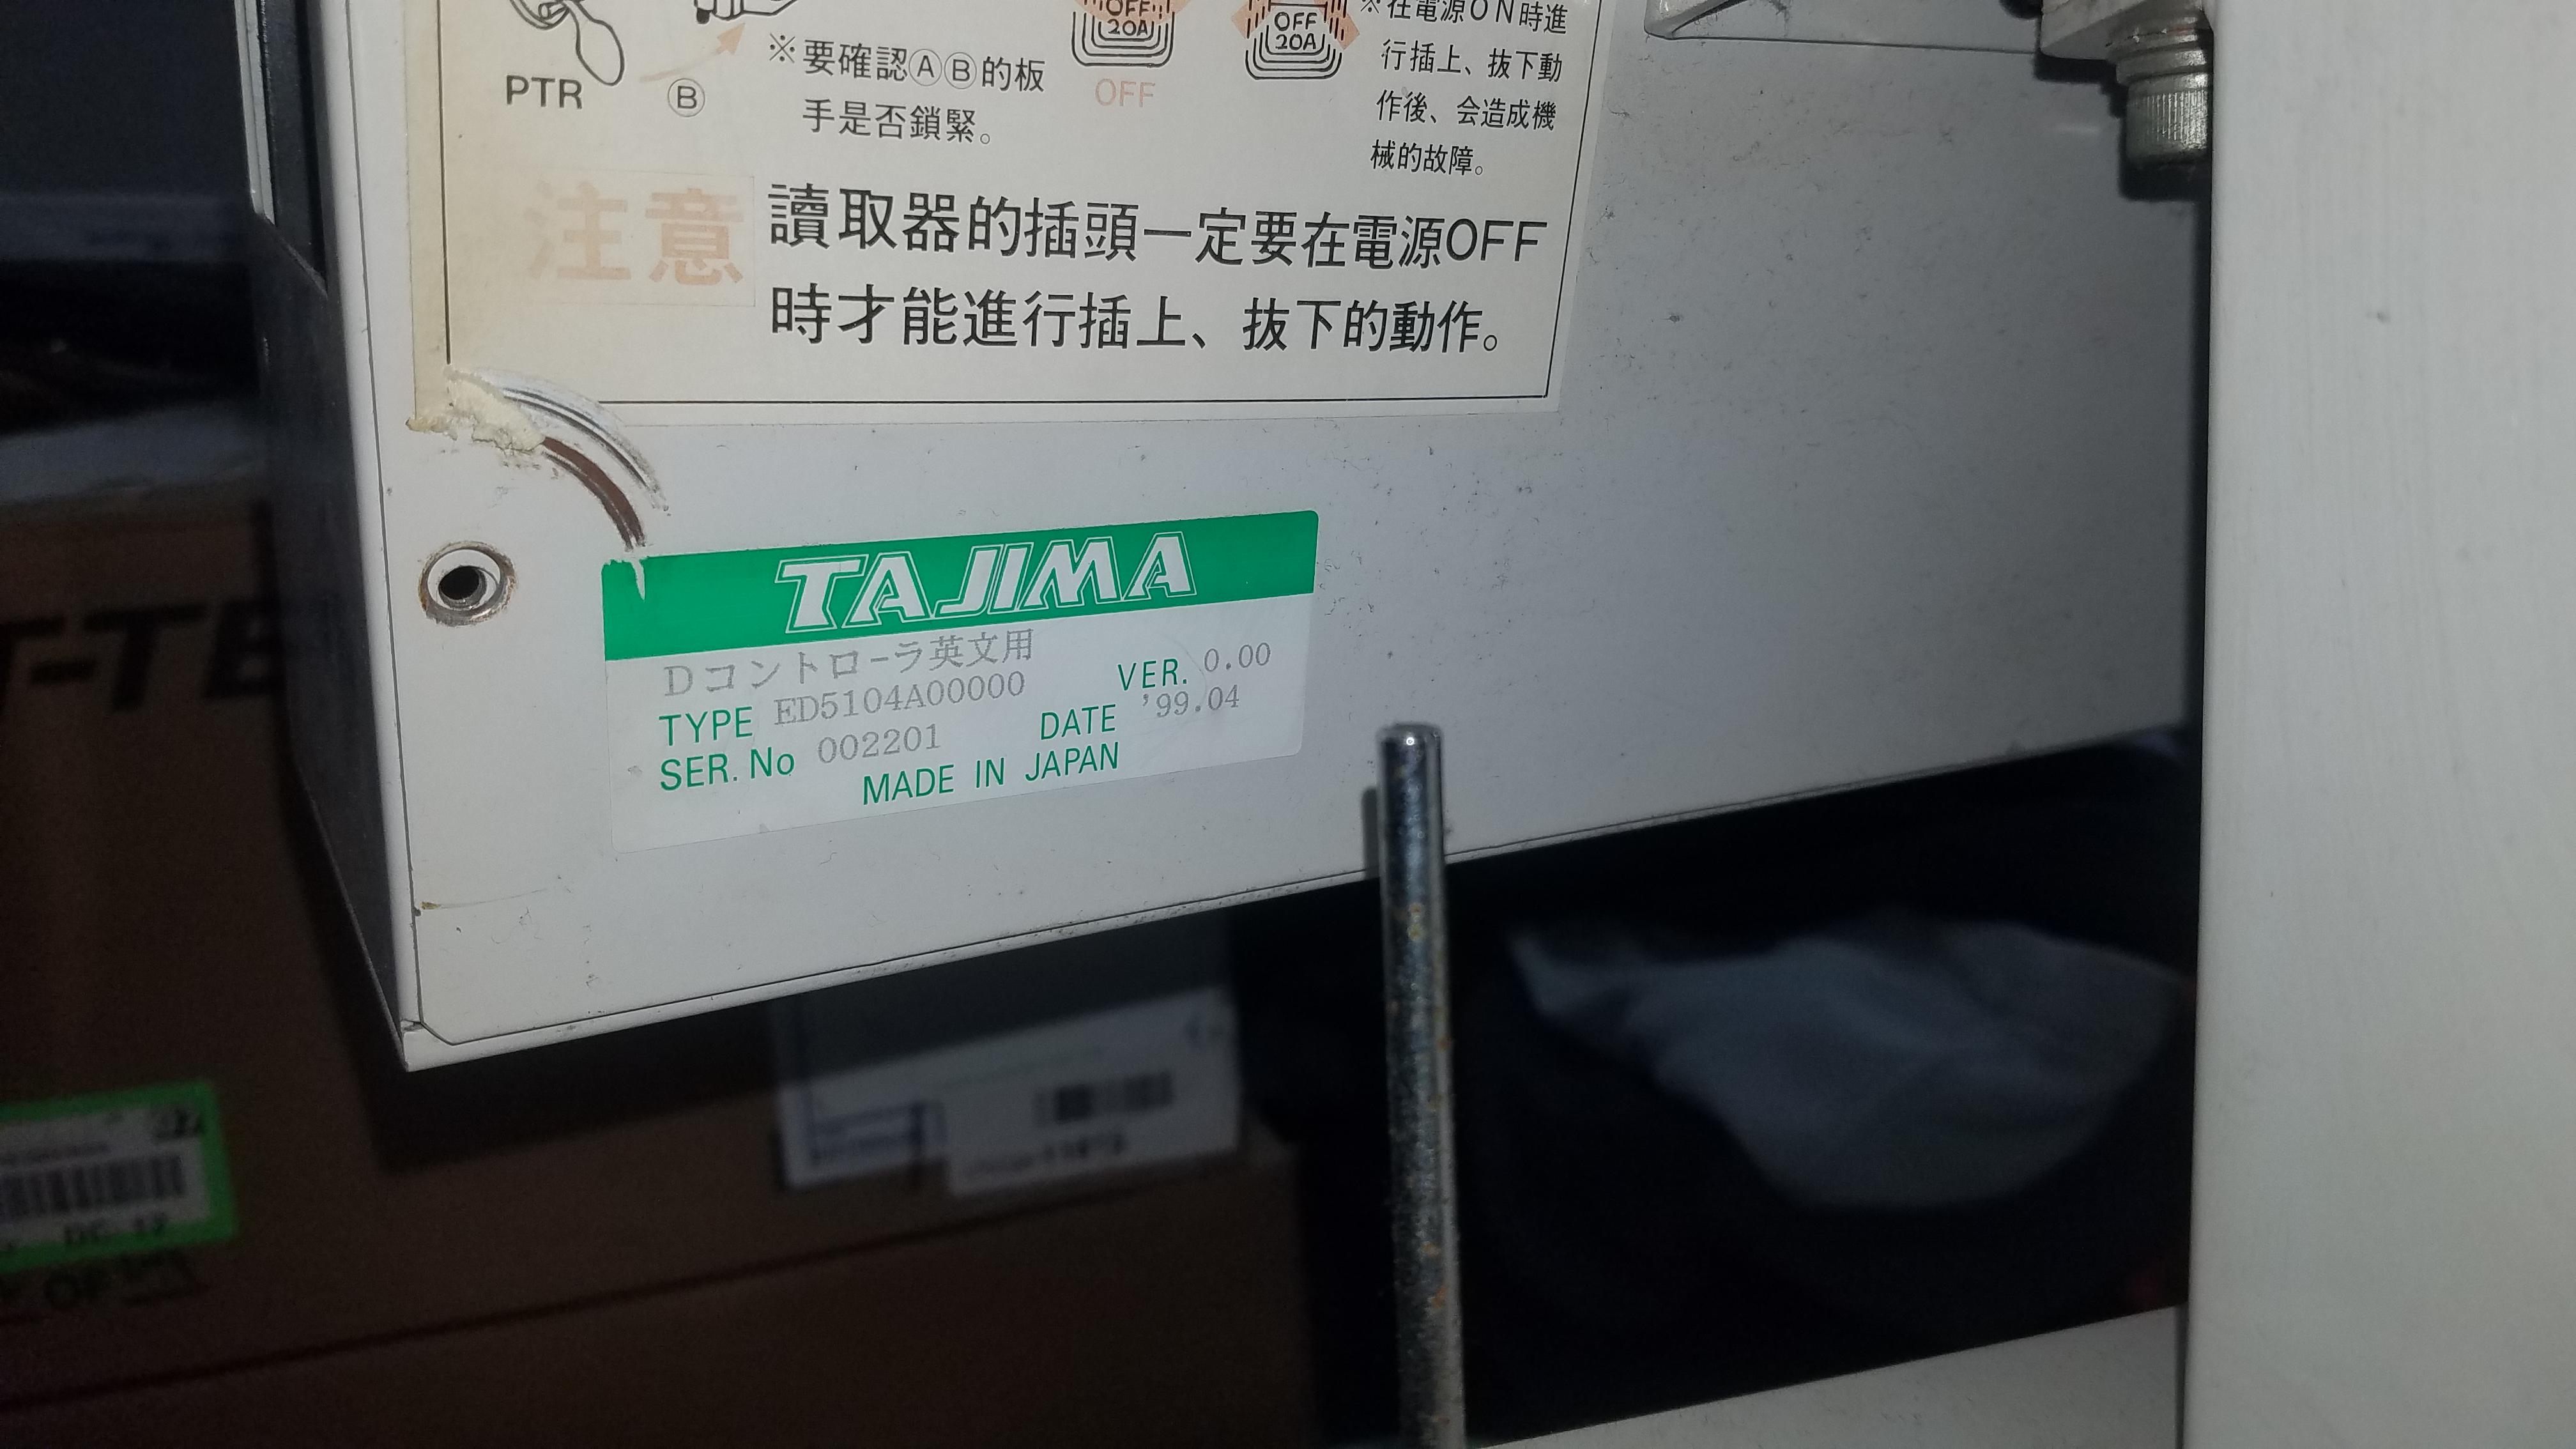 OFF
20A
OFF
20A
※在電源ON時進
行插上、抜下動
作後、会造成機
械的故障。
PTR
Ⓑ
※要確認ⒶⒷ的板
手是否鎖緊。
OFF
注意
讀取器的插頭一定要在電源OFF
時才能進行插上、抜下的動作。
TAJIMA
Dコントローラ英文用
TYPE ED5104A00000 VER. 0.00
SER. No 002201 DATE '99.04
MADE IN JAPAN